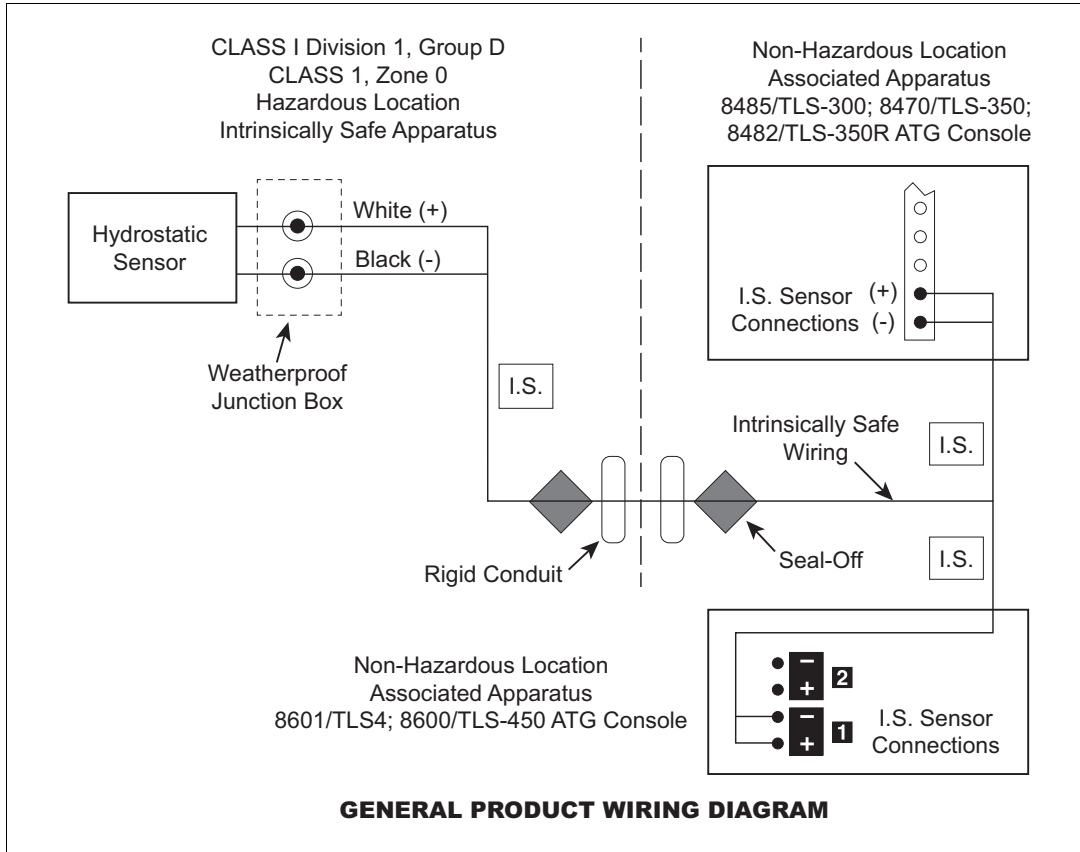 CLASS I Division 1, Group D
CLASS 1, Zone 0
Hazardous Location
Intrinsically Safe Apparatus
Non-Hazardous Location
Associated Apparatus
8485/TLS-300; 8470/TLS-350;
8482/TLS-350R ATG Console
Hydrostatic
Sensor
White (+)
Black (-)
Weatherproof
Junction Box
I.S.
I.S. Sensor
Connections
(+)
(-)
Intrinsically Safe
Wiring
I.S.
I.S.
Rigid Conduit
Seal-Off
Non-Hazardous Location
Associated Apparatus
8601/TLS4; 8600/TLS-450 ATG Console
−
+
2
−
+
1
I.S. Sensor
Connections
GENERAL PRODUCT WIRING DIAGRAM